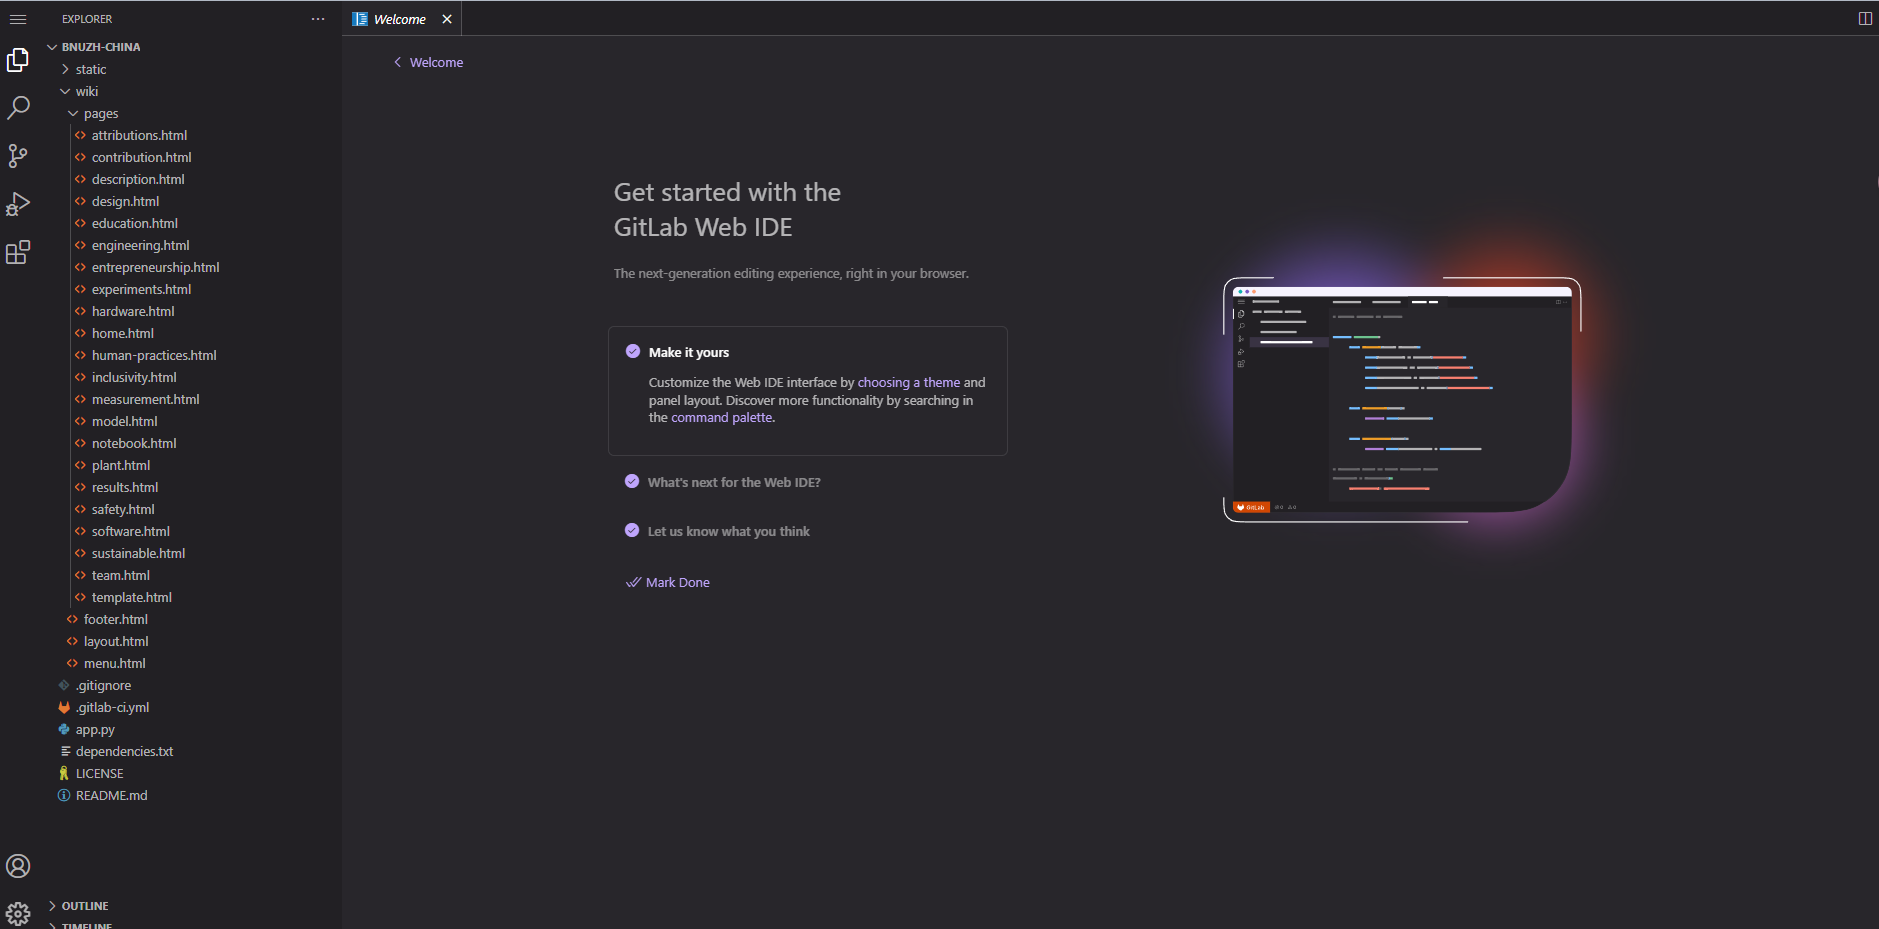 EXPLORER
Welcome
BNUZH-CHINA
static
wiki
pages
attributions.html
contribution.html
description.html
design.html
education.html
engineering.html
entrepreneurship.html
experiments.html
hardware.html
home.html
human-practices.html
inclusivity.html
measurement.html
model.html
notebook.html
plant.html
results.html
safety.html
software.html
sustainable.html
team.html
template.html
footer.html
layout.html
menu.html
.gitignore
.gitlab-ci.yml
app.py
dependencies.txt
LICENSE
README.md
OUTLINE
TIMELINE
Welcome
Get started with the
GitLab Web IDE
The next-generation editing experience, right in your browser.
Make it yours
Customize the Web IDE interface by choosing a theme and
panel layout. Discover more functionality by searching in
the command palette.
What's next for the Web IDE?
Let us know what you think
Mark Done
GitLab